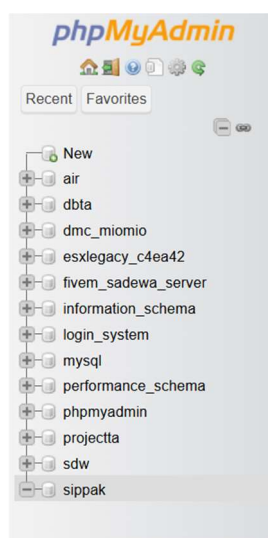 phpMyAdmin
Recent Favorites
New
air
dbta
dmc_miomio
esxlegacy_c4ea42
fivem_sadewa_server
information_schema
login_system
mysql
performance_schema
phpmyadmin
projectta
sdw
sippak